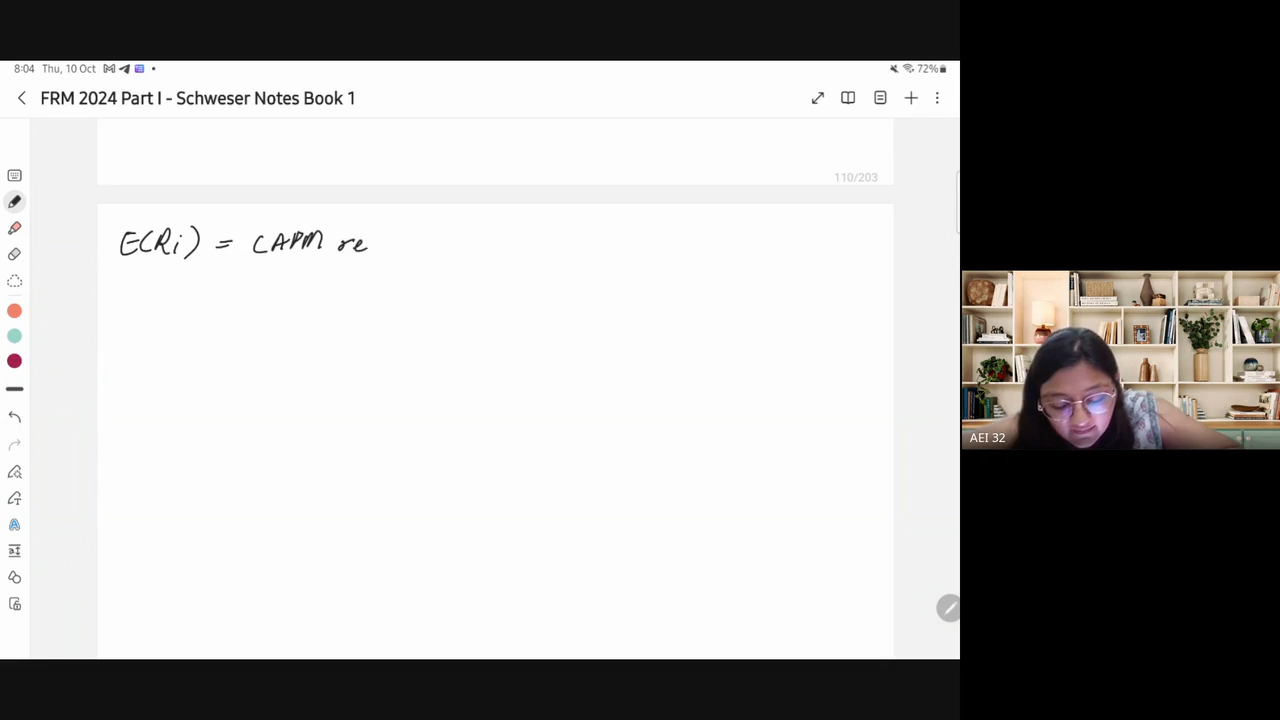 8:04 Thu, 10 Oct 72%
FRM 2024 Part I - Schweser Notes Book 1
110/203
E(Ri) = CAPM re
AEI 32